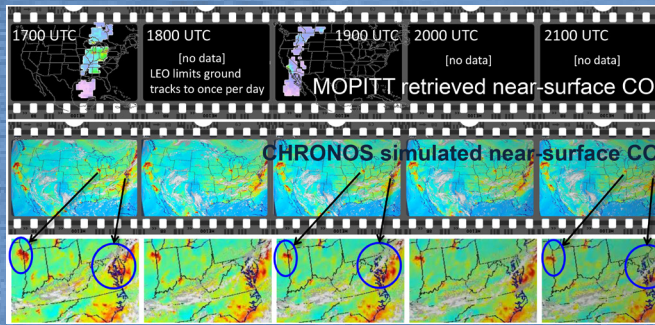 1700 UTC
1800 UTC
[no data]
LEO limits ground
tracks to once per day
1900 UTC
2000 UTC
[no data]
2100 UTC
[no data]
MOPITT retrieved near-surface CO
CHRONOS simulated near-surface CO